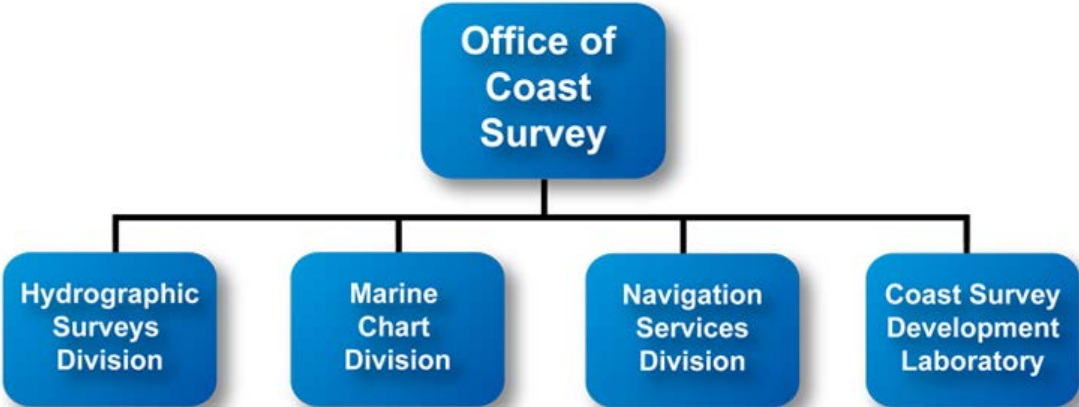 Office of
Coast
Survey
Hydrographic
Surveys
Division
Marine
Chart
Division
Navigation
Services
Division
Coast Survey
Development
Laboratory